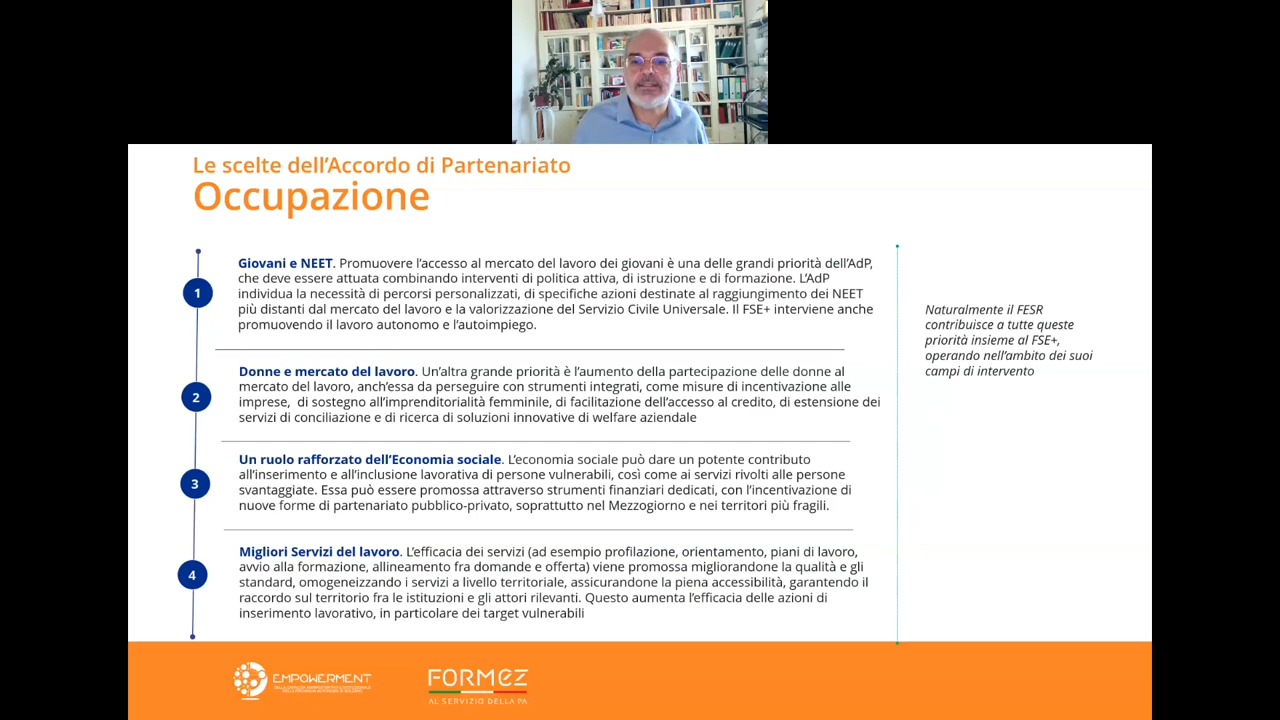 Le scelte dell'Accordo di Partenariato
Occupazione
1
Giovani e NEET. Promuovere l'accesso al mercato del lavoro dei giovani è una delle grandi priorità dell'AdP,
che deve essere attuata combinando interventi di politica attiva, di istruzione e di formazione. L'AdP
individua la necessità di percorsi personalizzati, di specifiche azioni destinate al raggiungimento dei NEET
più distanti dal mercato del lavoro e la valorizzazione del Servizio Civile Universale. Il FSE+ interviene anche
promuovendo il lavoro autonomo e l'autoimpiego.
2
Donne e mercato del lavoro. Un'altra grande priorità è l'aumento della partecipazione delle donne al
mercato del lavoro, anch'essa da perseguire con strumenti integrati, come misure di incentivazione alle
imprese, di sostegno all'imprenditorialità femminile, di facilitazione dell'accesso al credito, di estensione dei
servizi di conciliazione e di ricerca di soluzioni innovative di welfare aziendale
3
Un ruolo rafforzato dell'Economia sociale. L'economia sociale può dare un potente contributo
all'inserimento e all'inclusione lavorativa di persone vulnerabili, così come ai servizi rivolti alle persone
svantaggiate. Essa può essere promossa attraverso strumenti finanziari dedicati, con l'incentivazione di
nuove forme di partenariato pubblico-privato, soprattutto nel Mezzogiorno e nei territori più fragili.
4
Migliori Servizi del lavoro. L'efficacia dei servizi (ad esempio profilazione, orientamento, piani di lavoro,
avvio alla formazione, allineamento fra domande e offerta) viene promossa migliorandone la qualità e gli
standard, omogeneizzando i servizi a livello territoriale, assicurandone la piena accessibilità, garantendo il
raccordo sul territorio fra le istituzioni e gli attori rilevanti. Questo aumenta l'efficacia delle azioni di
inserimento lavorativo, in particolare dei target vulnerabili
Naturalmente il FESR
contribuisce a tutte queste
priorità insieme al FSE+,
operando nell'ambito dei suoi
campi di intervento
EMPOWERMENT
FORMEZ
AL SERVIZIO DELLA PA